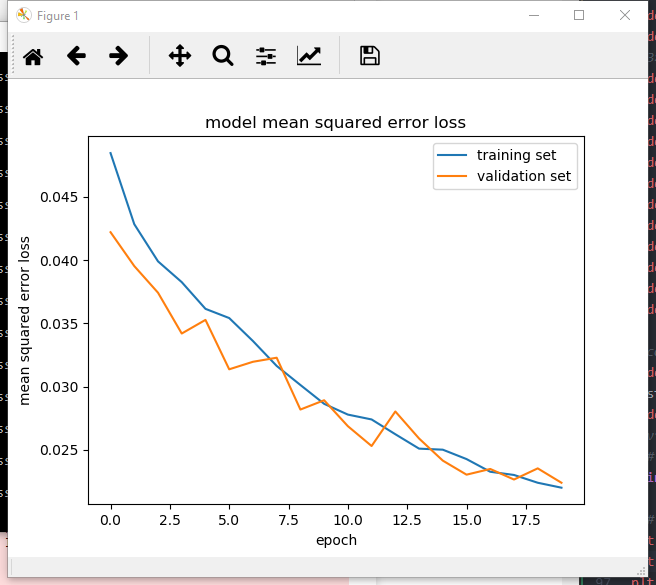 Figure 1
model mean squared error loss
training set
validation set
mean squared error loss
0.045
0.040
0.035
0.030
0.025
0.0 2.5 5.0 7.5 10.0 12.5 15.0 17.5
epoch